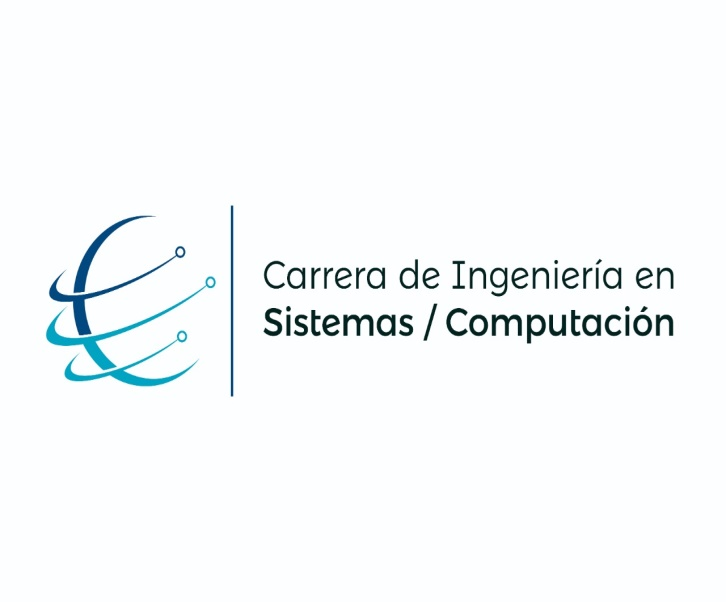 Carrera de Ingeniería en
Sistemas / Computación